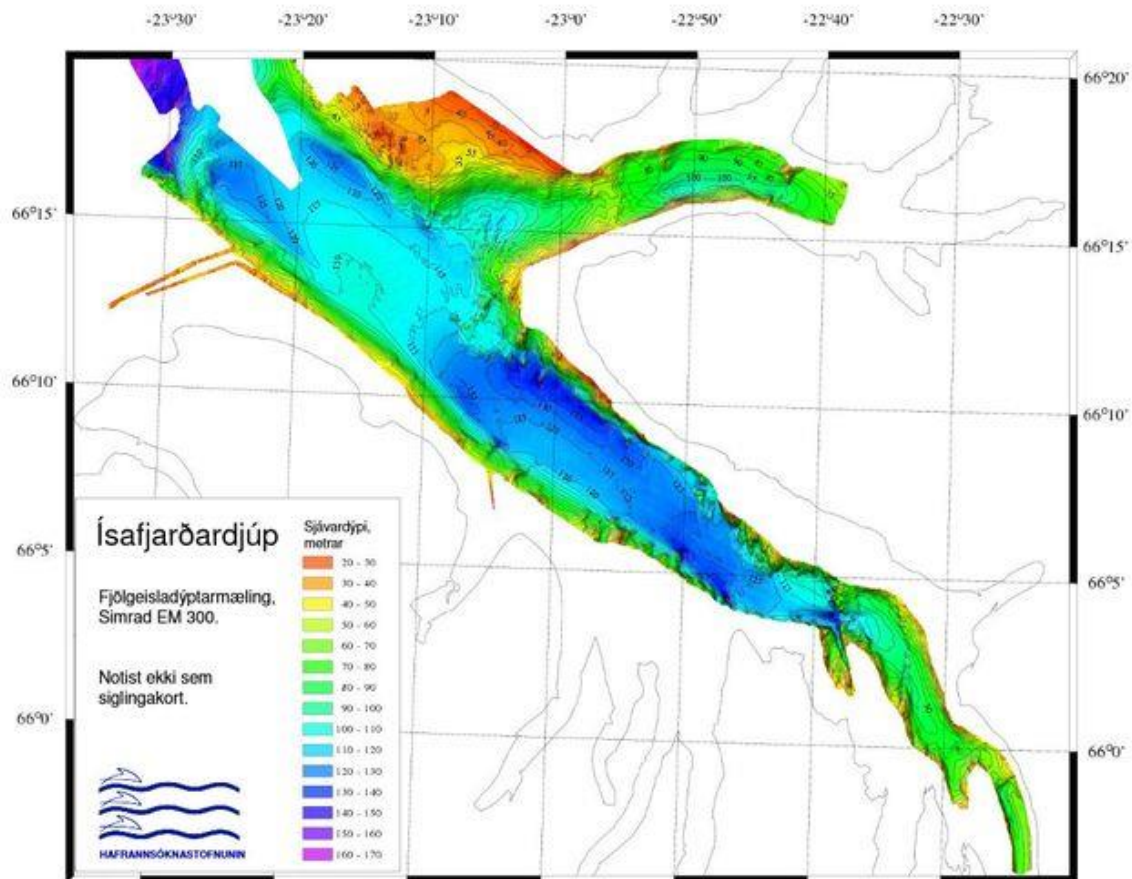 -23°30' -23°20' -23°10' -23°0' -22°50' -22°40' -22°30'
66°20'
66°15' 66°15'
66°10' 66°10'
66°5' 66°5'
66°0' 66°0'
Ísafjarðardjúp
Fjölgeisladýptarmæling,
Simrad EM 300.
Notist ekki sem
siglingakort.
HAFRANNSÓKNASTOFNUNIN
Sjávardýpi,
metrar
20 - 30
30 - 40
40 - 50
50 - 60
60 - 70
70 - 80
80 - 90
90 - 100
100 - 110
110 - 120
120 - 130
130 - 140
140 - 150
150 - 160
160 - 170